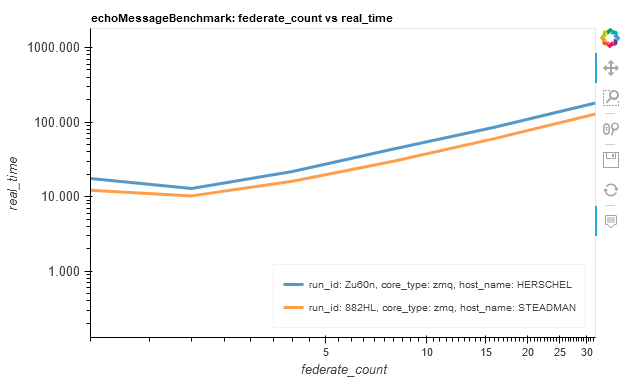 echoMessageBenchmark: federate_count vs real_time
1000.000
100.000
10.000
1.000
real_time
run_id: Zu60n, core_type: zmq, host_name: HERSCHEL
run_id: 882HL, core_type: zmq, host_name: STEADMAN
5 10 15 20 25 30
federate_count